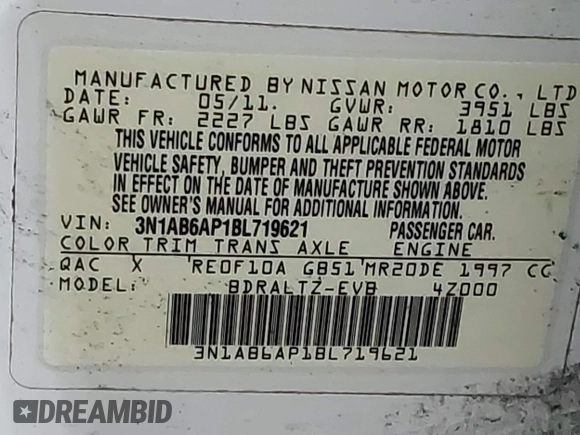 MANUFACTURED BY NISSAN MOTOR CO., LTD
DATE: 05/11. GVWR: 3951 LBS
GAWR FR: 2227 LBS GAWR RR: 1810 LBS
THIS VEHICLE CONFORMS TO ALL APPLICABLE FEDERAL MOTOR
VEHICLE SAFETY, BUMPER AND THEFT PREVENTION STANDARDS
IN EFFECT ON THE DATE OF MANUFACTURE SHOWN ABOVE.
SEE OWNER'S MANUAL FOR ADDITIONAL INFORMATION.
VIN: 3N1AB6AP1BL719621 PASSENGER CAR.
COLOR TRIM TRANS AXLE ENGINE
QAC X RE0F10A GB51 MR20DE 1997 CC
MODEL: BDRALTZ-EVB 4Z000
3N1AB6AP1BL719621
DREAMBID